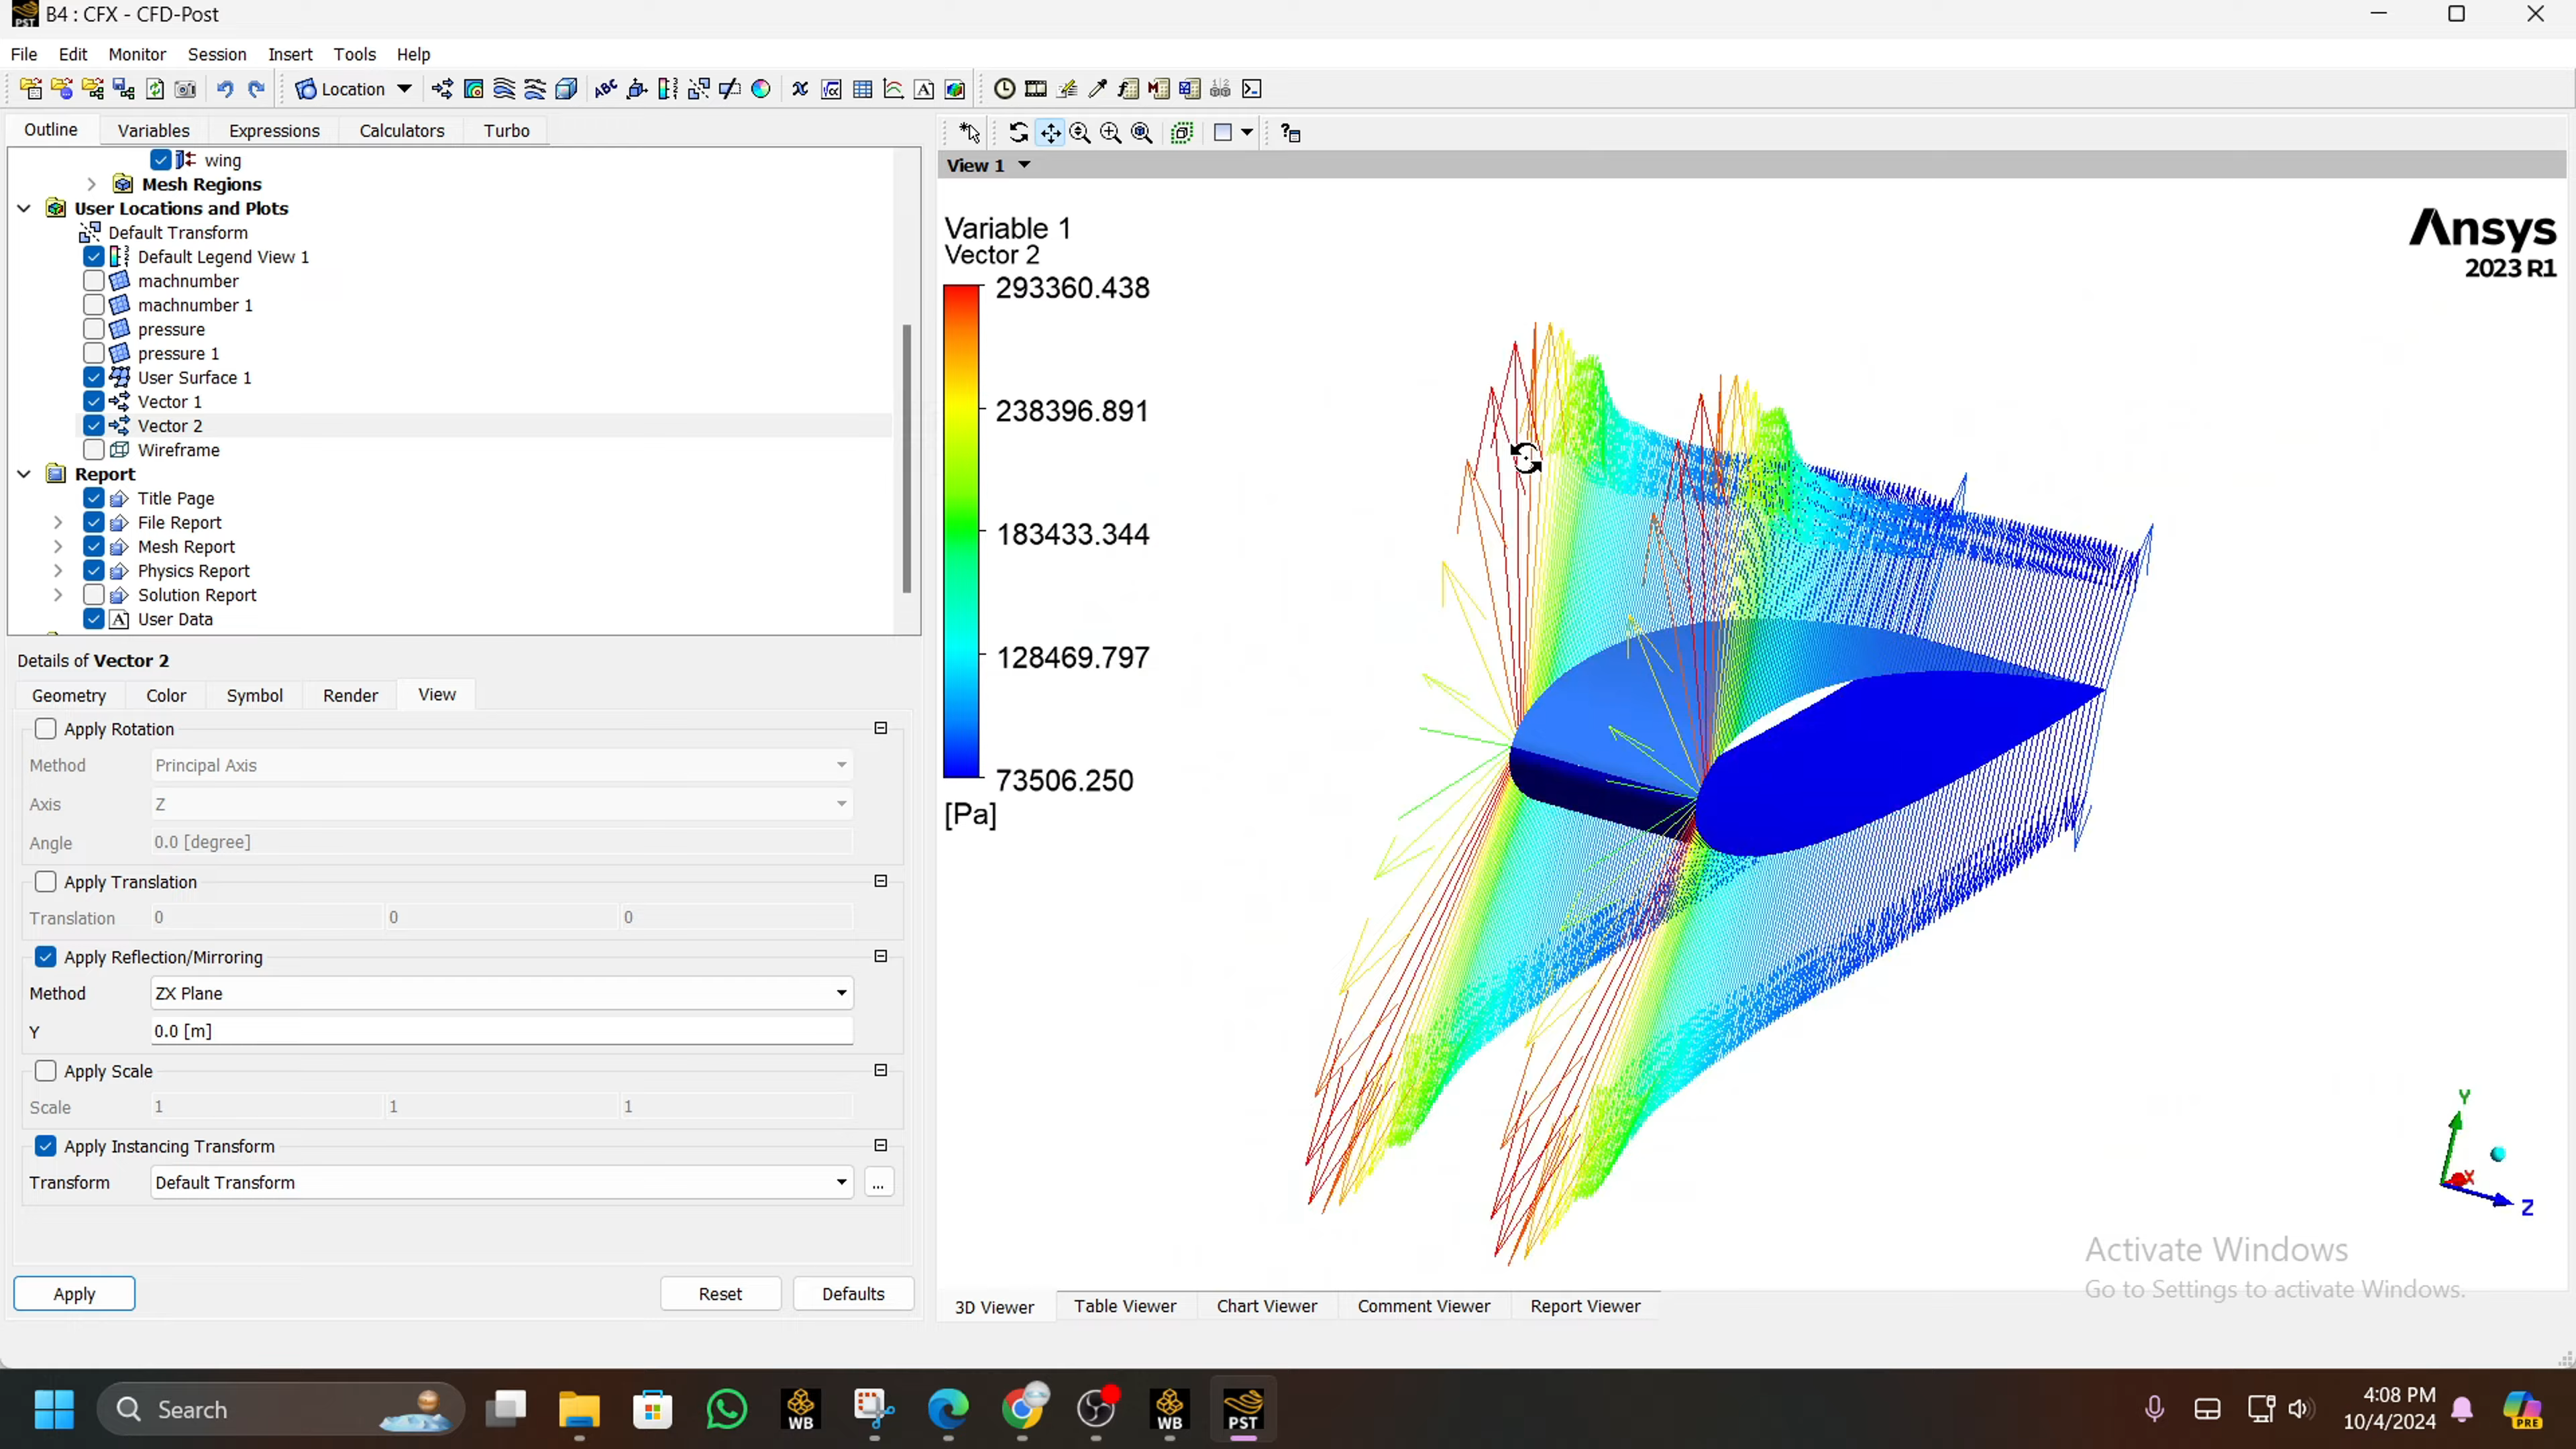 B4 : CFX - CFD-Post
File Edit Monitor Session Insert Tools Help
Location
Outline Variables Expressions Calculators Turbo
wing
Mesh Regions
User Locations and Plots
Default Transform
Default Legend View 1
machnumber
machnumber 1
pressure
pressure 1
User Surface 1
Vector 1
Vector 2
Wireframe
Report
Title Page
File Report
Mesh Report
Physics Report
Solution Report
User Data
Details of Vector 2
Geometry Color Symbol Render View
Apply Rotation
Method Principal Axis
Axis Z
Angle 0.0 [degree]
Apply Translation
Translation 0 0 0
Apply Reflection/Mirroring
Method ZX Plane
Y 0.0 [m]
Apply Scale
Scale 1 1 1
Apply Instancing Transform
Transform Default Transform ...
Apply Reset Defaults
View 1
Variable 1
Vector 2
293360.438
238396.891
183433.344
128469.797
73506.250
[Pa]
Ansys
2023 R1
Y
X
Z
Activate Windows
Go to Settings to activate Windows.
3D Viewer Table Viewer Chart Viewer Comment Viewer Report Viewer
Search
WB
WB
PST
4:08 PM
10/4/2024
PRE